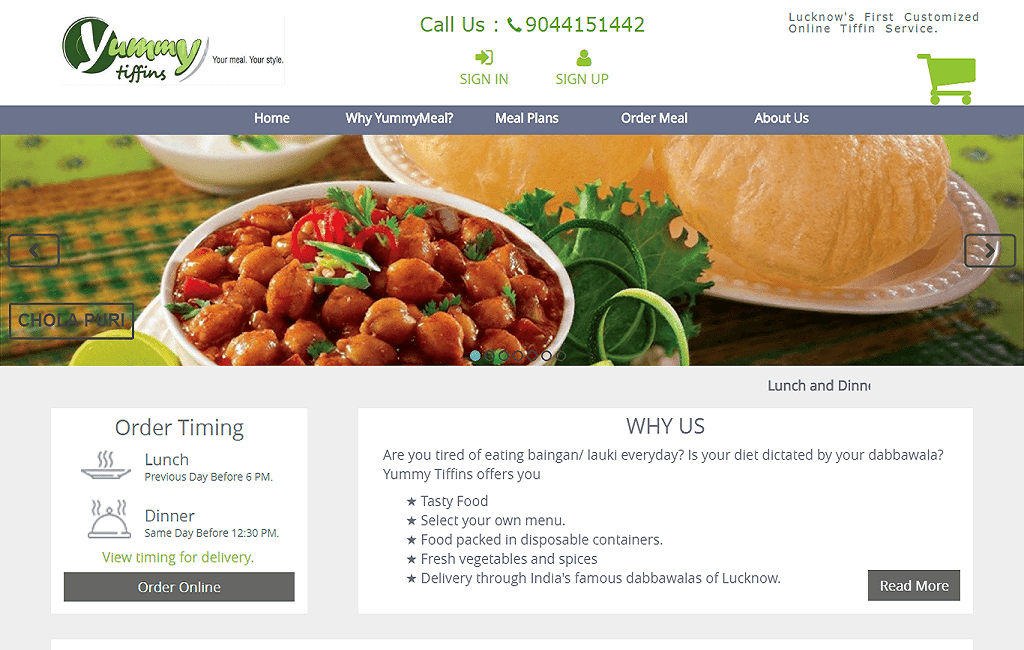 Yummy
tiffins
Your meal. Your style.
Call Us : 9044151442
SIGN IN
SIGN UP
Lucknow's First Customized
Online Tiffin Service.
Home
Why YummyMeal?
Meal Plans
Order Meal
About Us
CHOLA PURI
Lunch and Dinn
Order Timing
Lunch
Previous Day Before 6 PM.
Dinner
Same Day Before 12:30 PM.
View timing for delivery.
Order Online
WHY US
Are you tired of eating baingan/ lauki everyday? Is your diet dictated by your dabbawala?
Yummy Tiffins offers you
★ Tasty Food
★ Select your own menu.
★ Food packed in disposable containers.
★ Fresh vegetables and spices
★ Delivery through India's famous dabbawalas of Lucknow.
Read More